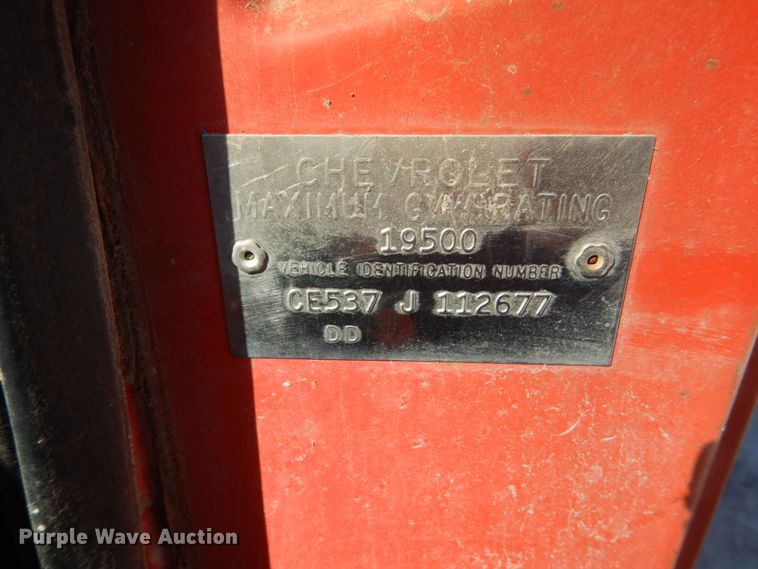 CHEVROLET
MAXIMUM GVW RATING
19500
VEHICLE IDENTIFICATION NUMBER
CE537 J 112677
DD
Purple Wave Auction